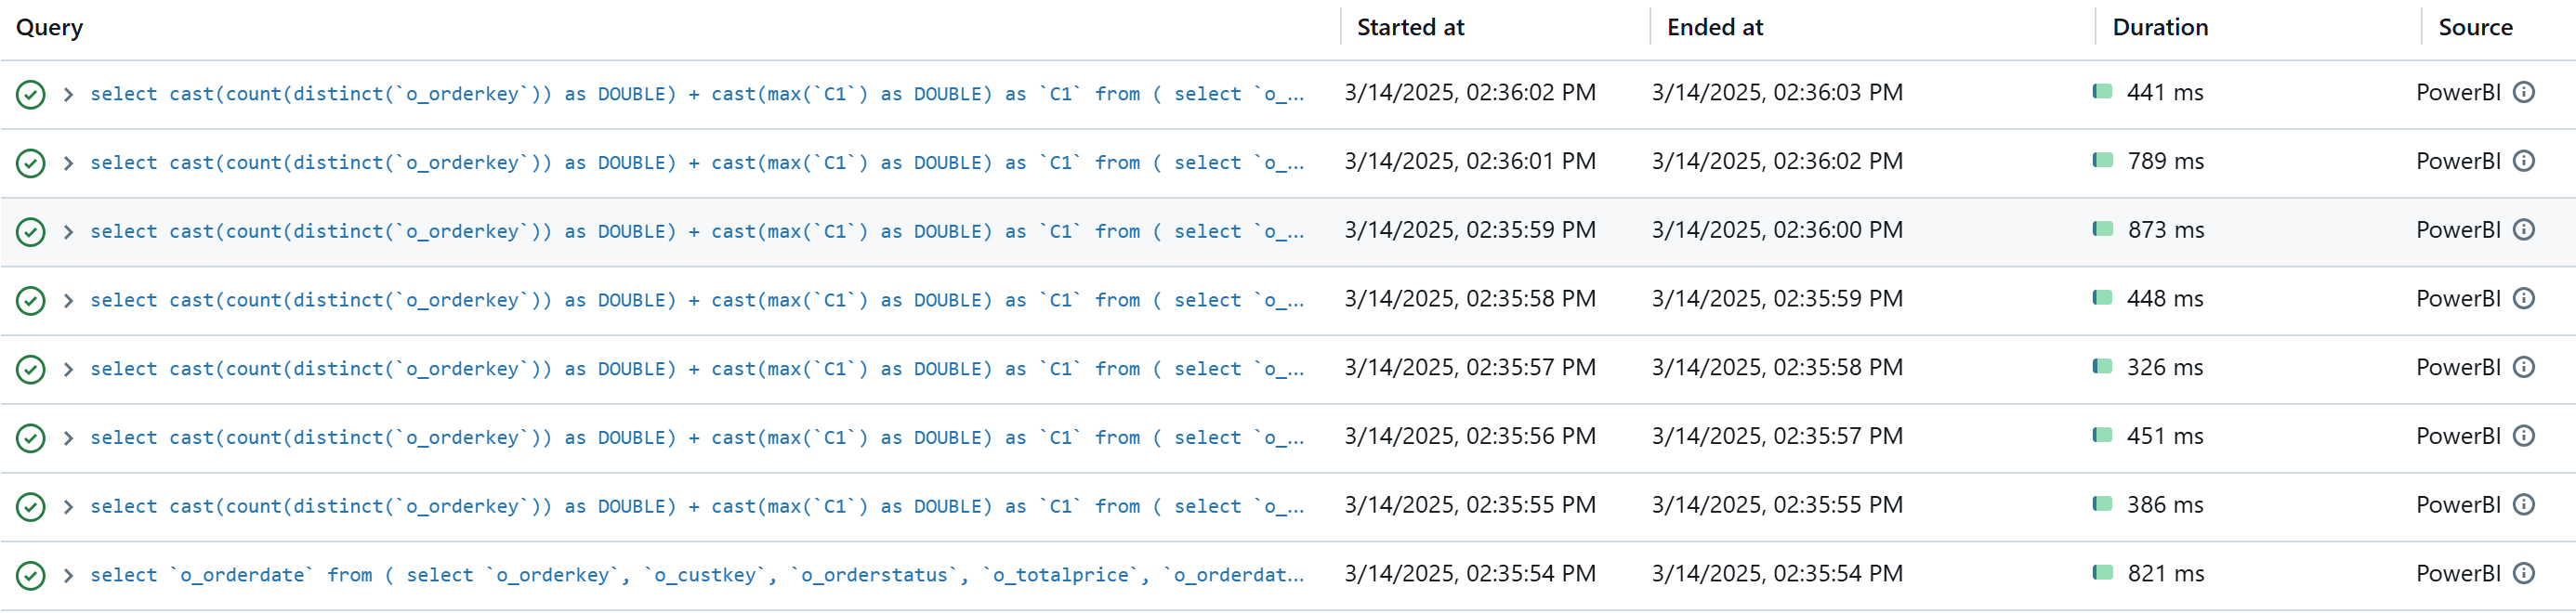 Query Started at Ended at Duration Source
select cast(count(distinct(`o_orderkey`)) as DOUBLE) + cast(max(`C1`) as DOUBLE) as `C1` from ( select `o_... 3/14/2025, 02:36:02 PM 3/14/2025, 02:36:03 PM 441 ms PowerBI
select cast(count(distinct(`o_orderkey`)) as DOUBLE) + cast(max(`C1`) as DOUBLE) as `C1` from ( select `o_... 3/14/2025, 02:36:01 PM 3/14/2025, 02:36:02 PM 789 ms PowerBI
select cast(count(distinct(`o_orderkey`)) as DOUBLE) + cast(max(`C1`) as DOUBLE) as `C1` from ( select `o_... 3/14/2025, 02:35:59 PM 3/14/2025, 02:36:00 PM 873 ms PowerBI
select cast(count(distinct(`o_orderkey`)) as DOUBLE) + cast(max(`C1`) as DOUBLE) as `C1` from ( select `o_... 3/14/2025, 02:35:58 PM 3/14/2025, 02:35:59 PM 448 ms PowerBI
select cast(count(distinct(`o_orderkey`)) as DOUBLE) + cast(max(`C1`) as DOUBLE) as `C1` from ( select `o_... 3/14/2025, 02:35:57 PM 3/14/2025, 02:35:58 PM 326 ms PowerBI
select cast(count(distinct(`o_orderkey`)) as DOUBLE) + cast(max(`C1`) as DOUBLE) as `C1` from ( select `o_... 3/14/2025, 02:35:56 PM 3/14/2025, 02:35:57 PM 451 ms PowerBI
select cast(count(distinct(`o_orderkey`)) as DOUBLE) + cast(max(`C1`) as DOUBLE) as `C1` from ( select `o_... 3/14/2025, 02:35:55 PM 3/14/2025, 02:35:55 PM 386 ms PowerBI
select `o_orderdate` from ( select `o_orderkey`, `o_custkey`, `o_orderstatus`, `o_totalprice`, `o_orderdat... 3/14/2025, 02:35:54 PM 3/14/2025, 02:35:54 PM 821 ms PowerBI